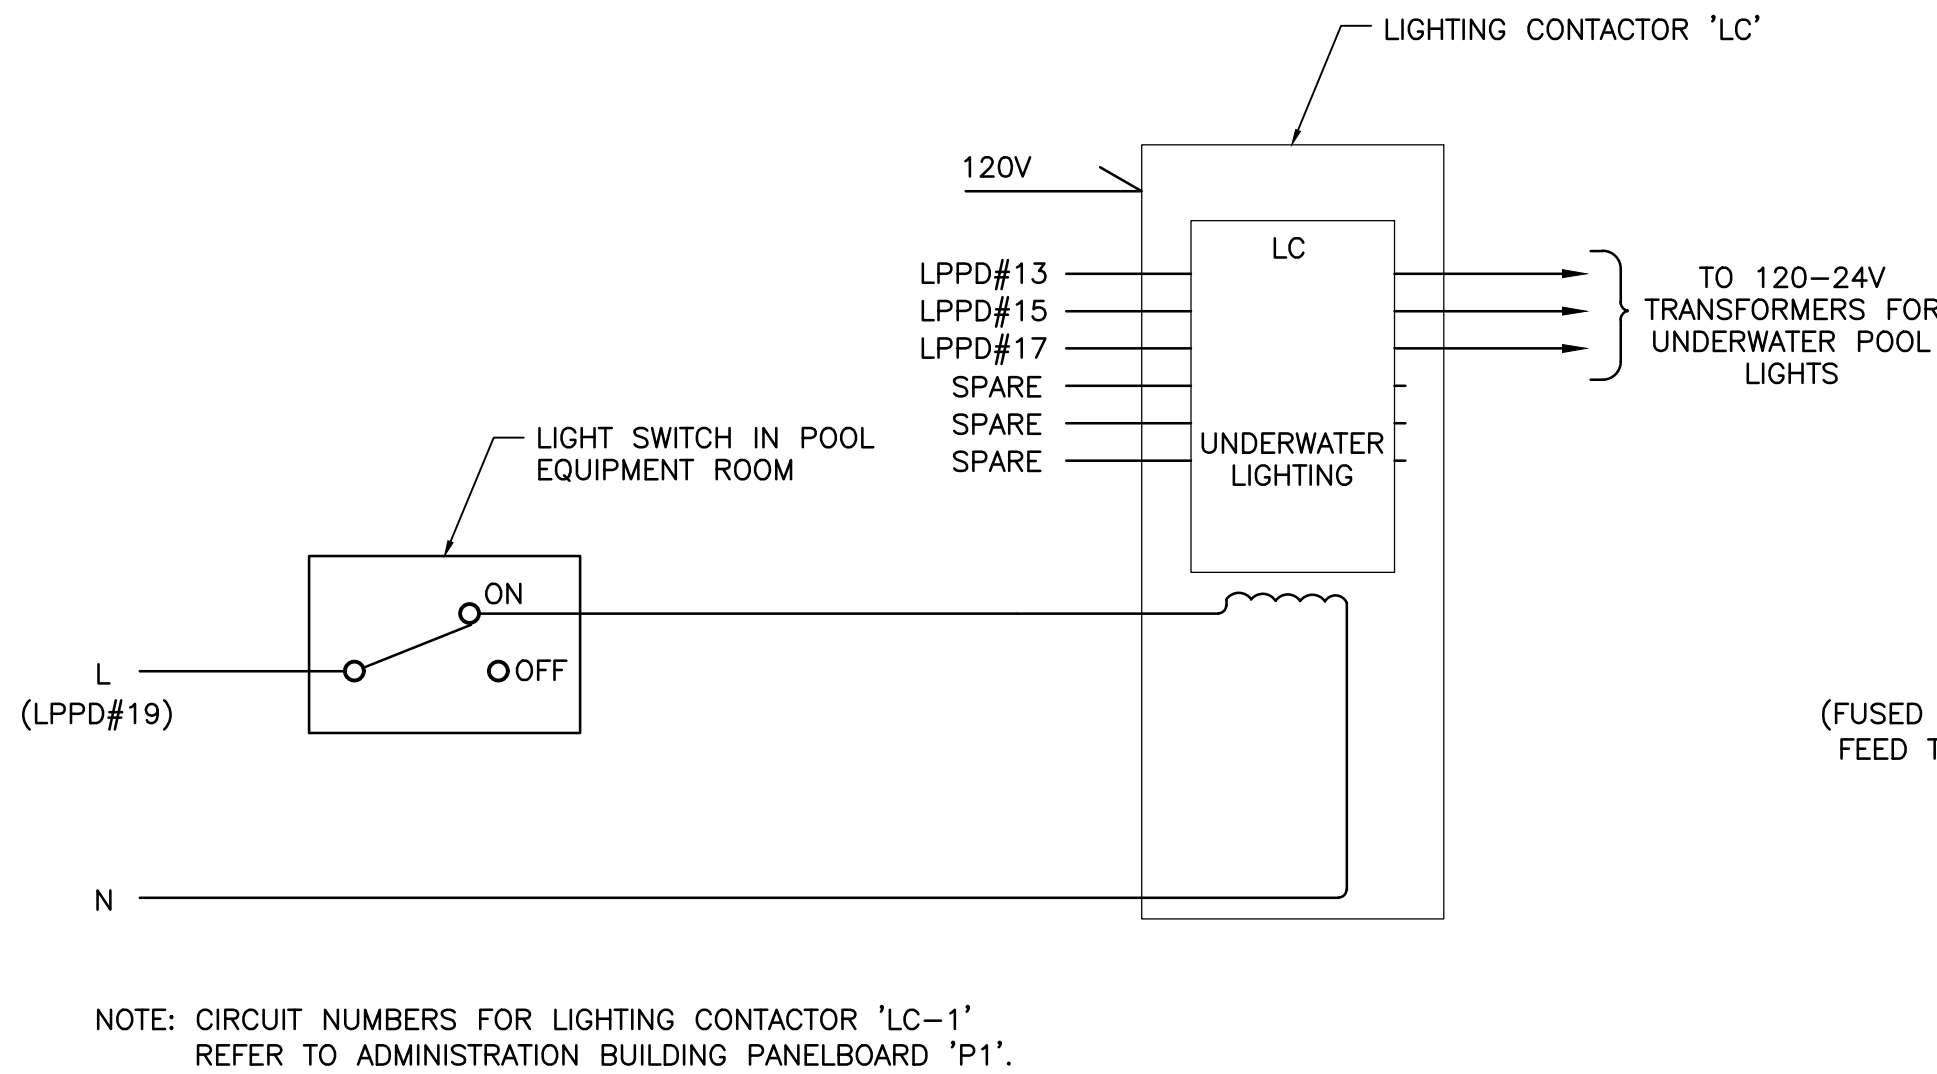 LIGHTING CONTACTOR 'LC'
120V
LC
LPPD#13
LPPD#15
LPPD#17
SPARE
SPARE
SPARE
UNDERWATER
LIGHTING
TO 120-24V
TRANSFORMERS FOR
UNDERWATER POOL
LIGHTS
LIGHT SWITCH IN POOL
EQUIPMENT ROOM
ON
OFF
L
(LPPD#19)
(FUSED
FEED T
N
NOTE: CIRCUIT NUMBERS FOR LIGHTING CONTACTOR 'LC-1'
REFER TO ADMINISTRATION BUILDING PANELBOARD 'P1'.